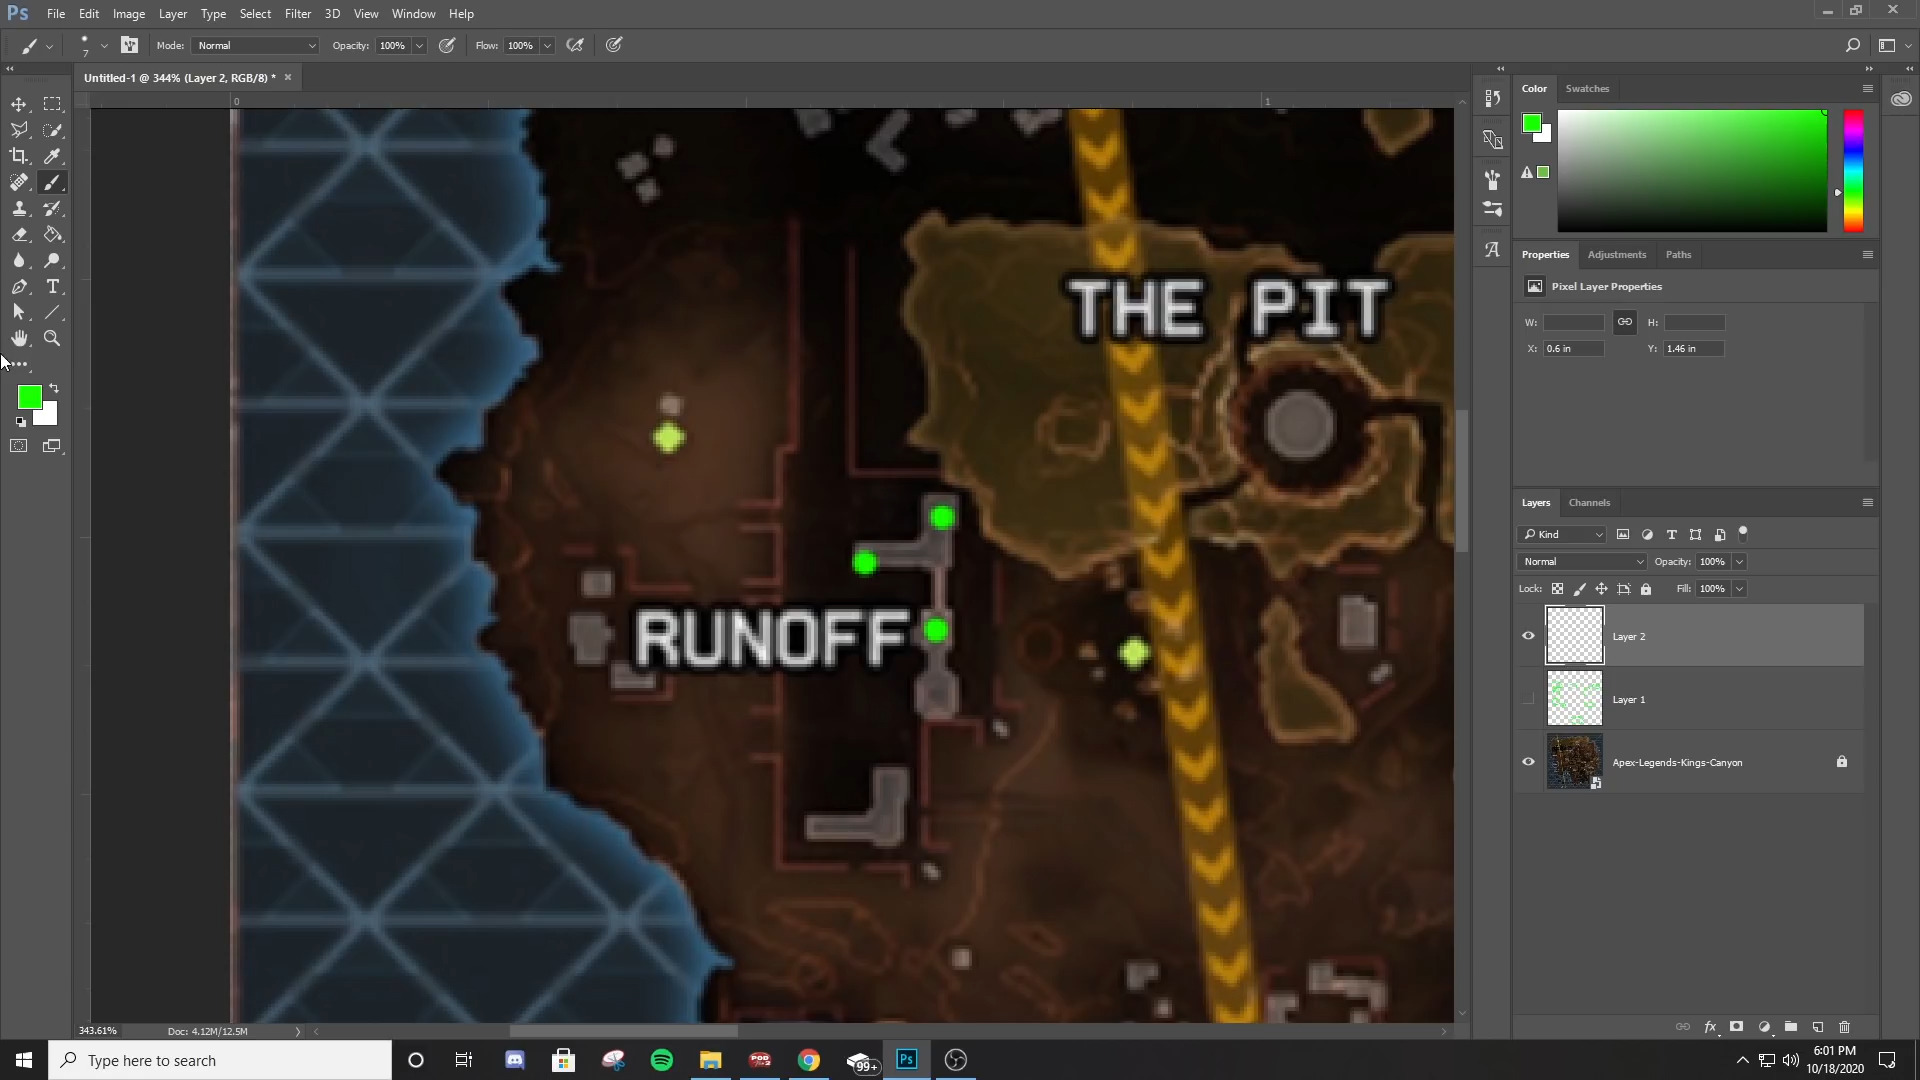 Ps File Edit Image Layer Type Select Filter 3D View Window Help
7 Mode: Normal Opacity: 100% Flow: 100%
Untitled-1 @ 344% (Layer 2, RGB/8) *
0 1
THE PIT
RUNOFF
Color Swatches
Properties Adjustments Paths
Pixel Layer Properties
W: H:
X: 0.6 in Y: 1.46 in
Layers Channels
Kind
Normal Opacity: 100%
Lock: Fill: 100%
Layer 2
Layer 1
Apex-Legends-Kings-Canyon
343.61% Doc: 4.12M/12.5M
Type here to search
99+
Ps
6:01 PM
10/18/2020